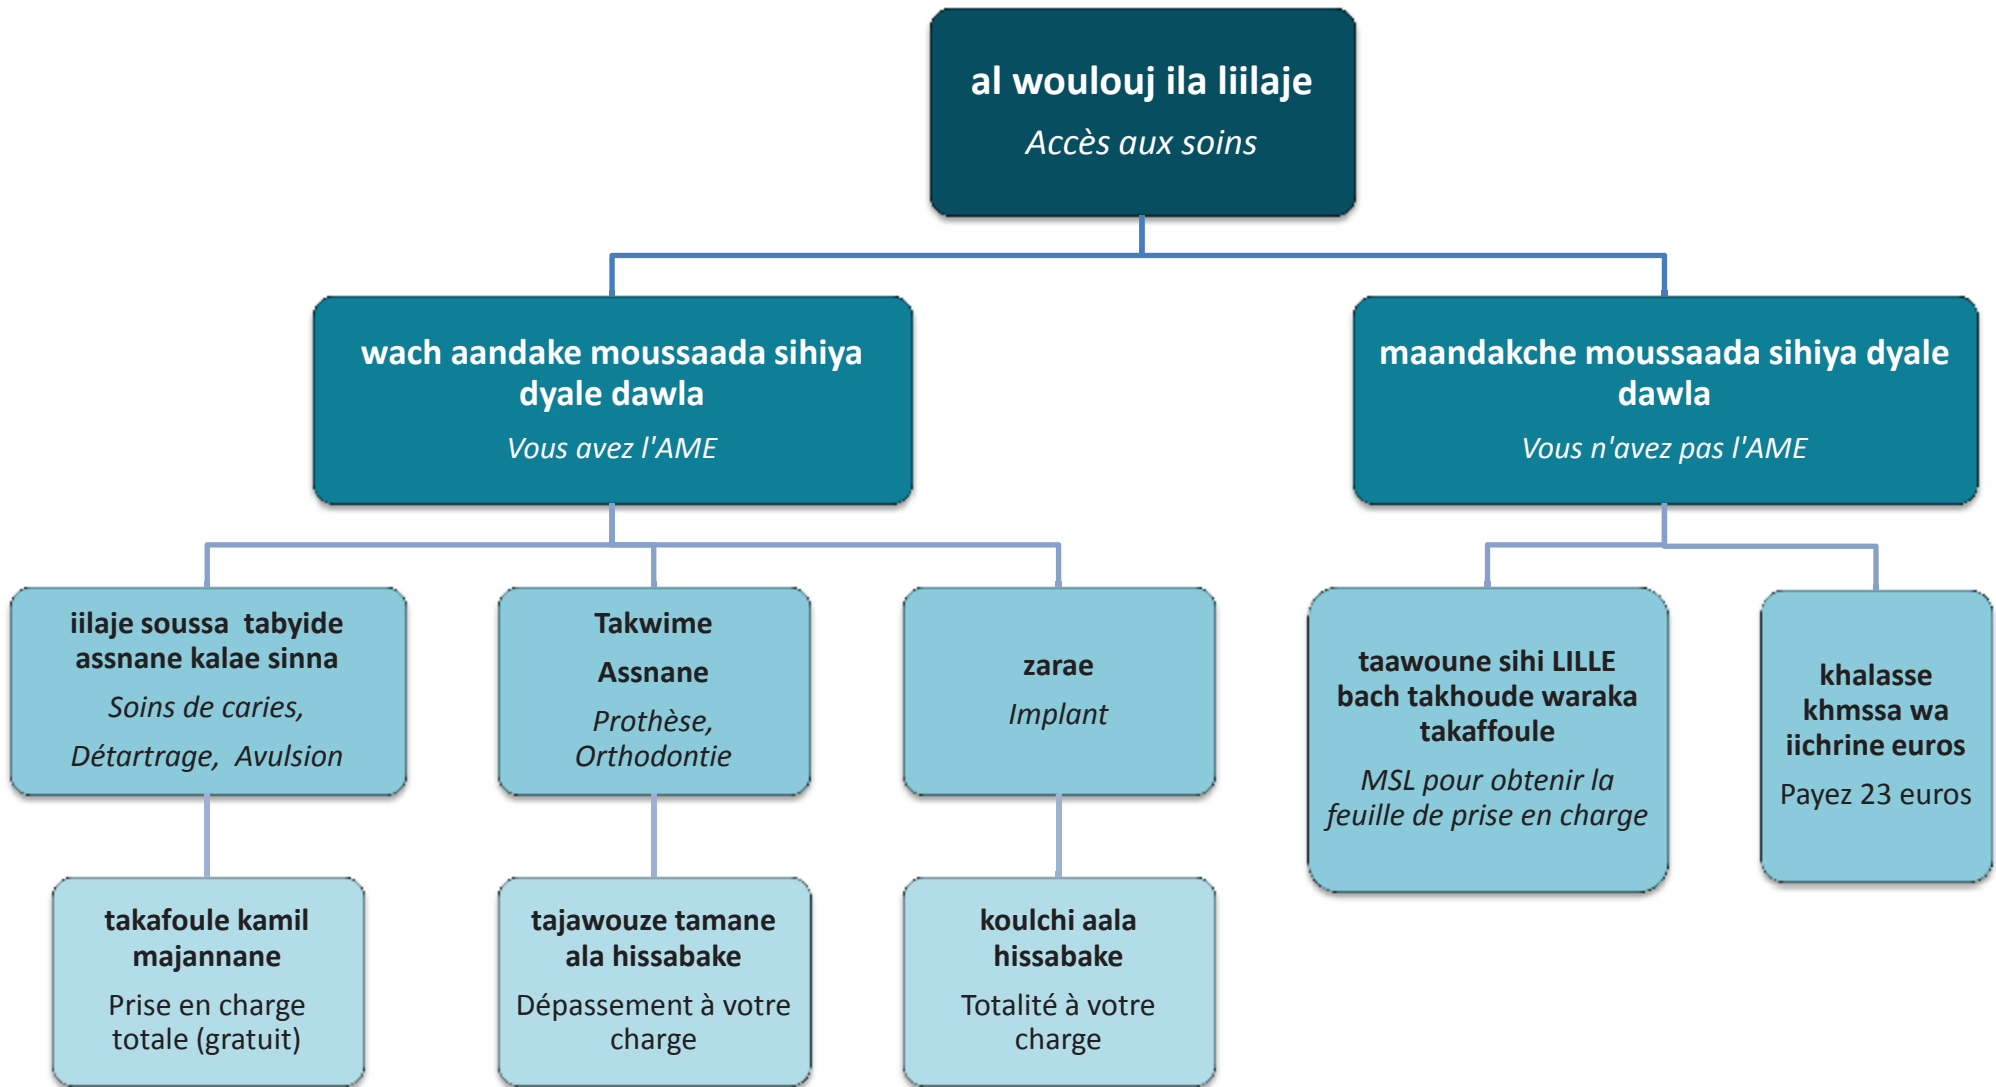 al woulouj ila liilaje
Accès aux soins
wach aandake moussaada sihiya
dyale dawla
Vous avez l'AME
maandakche moussaada sihiya dyale
dawla
Vous n'avez pas l'AME
iilaje soussa  tabyide
assnane kalae sinna
Soins de caries,
Détartrage,  Avulsion
Takwime
Assnane
Prothèse,
Orthodontie
zarae
Implant
taawoune sihi LILLE
bach takhoude waraka
takaffoule
MSL pour obtenir la
feuille de prise en charge
khalasse
khmssa wa
iichrine euros
Payez 23 euros
takafoule kamil
majannane
Prise en charge
totale (gratuit)
tajawouze tamane
ala hissabake
Dépassement à votre
charge
koulchi aala
hissabake
Totalité à votre
charge